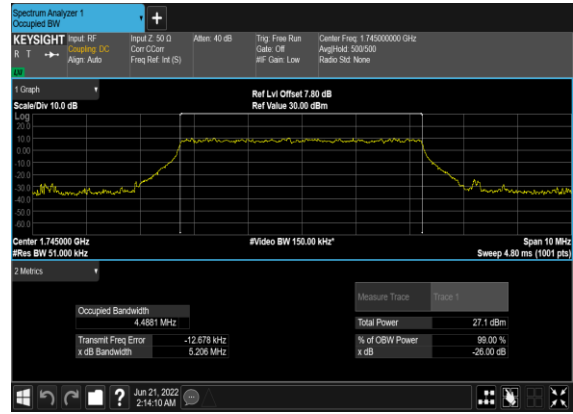 Spectrum Analyzer 1
Occupied BW
+
KEYSIGHT Input: RF Input Z: 50 Ω Atten: 40 dB Trig: Free Run Center Freq: 1.745000000 GHz
R T Coupling: DC Corr CCorr Gate: Off Avg|Hold: 500/500
Align: Auto Freq Ref: Int (S) #IF Gain: Low Radio Std: None
LW
1 Graph
Scale/Div 10.0 dB Ref Lvl Offset 7.80 dB
Ref Value 30.00 dBm
Log
20.0
10.0
0.00
-10.0
-20.0
-30.0
-40.0
-50.0
-60.0
Center 1.745000 GHz #Video BW 150.00 kHz* Span 10 MHz
#Res BW 51.000 kHz Sweep 4.80 ms (1001 pts)
2 Metrics
Measure Trace Trace 1
Occupied Bandwidth
4.4881 MHz Total Power 27.1 dBm
Transmit Freq Error -12.678 kHz % of OBW Power 99.00 %
x dB Bandwidth 5.206 MHz x dB -26.00 dB
? Jun 21, 2022
2:14:10 AM